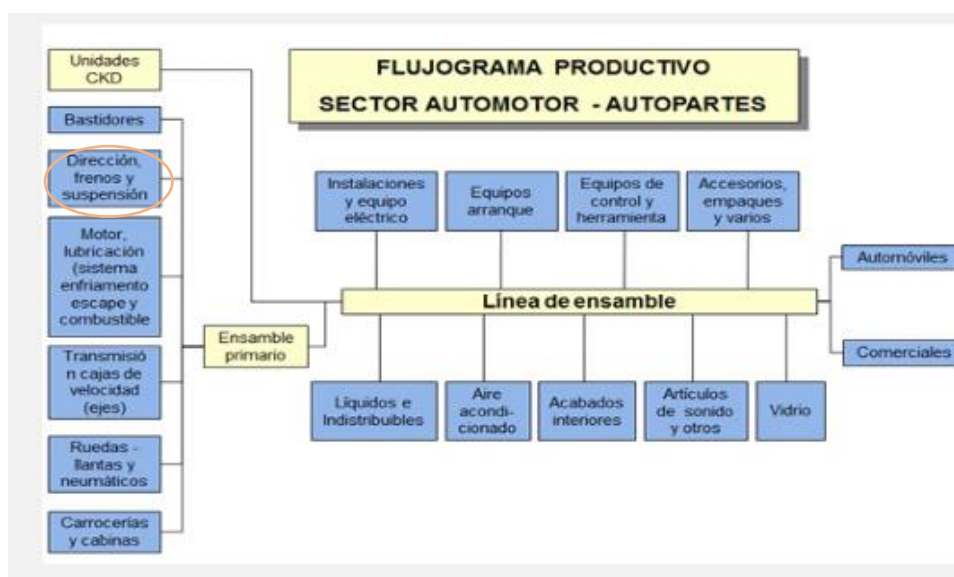 FLUJOGRAMA PRODUCTIVO
SECTOR AUTOMOTOR - AUTOPARTES
Unidades
CKD
Bastidores
Dirección,
frenos y
suspensión
Motor,
lubricación
(sistema
enfriamento
escape y
combustible
Transmisió
n cajas de
velocidad
(ejes)
Ruedas -
llantas y
neumáticos
Carrocerías
y cabinas
Ensamble
primario
Instalaciones
y equipo
eléctrico
Equipos
arranque
Equipos de
control y
herramienta
Accesorios,
empaques
y varios
Línea de ensamble
Líquidos e
Indistribuibles
Aire
acondi-
cionado
Acabados
interiores
Artículos
de sonido
y otros
Vidrio
Automóviles
Comerciales